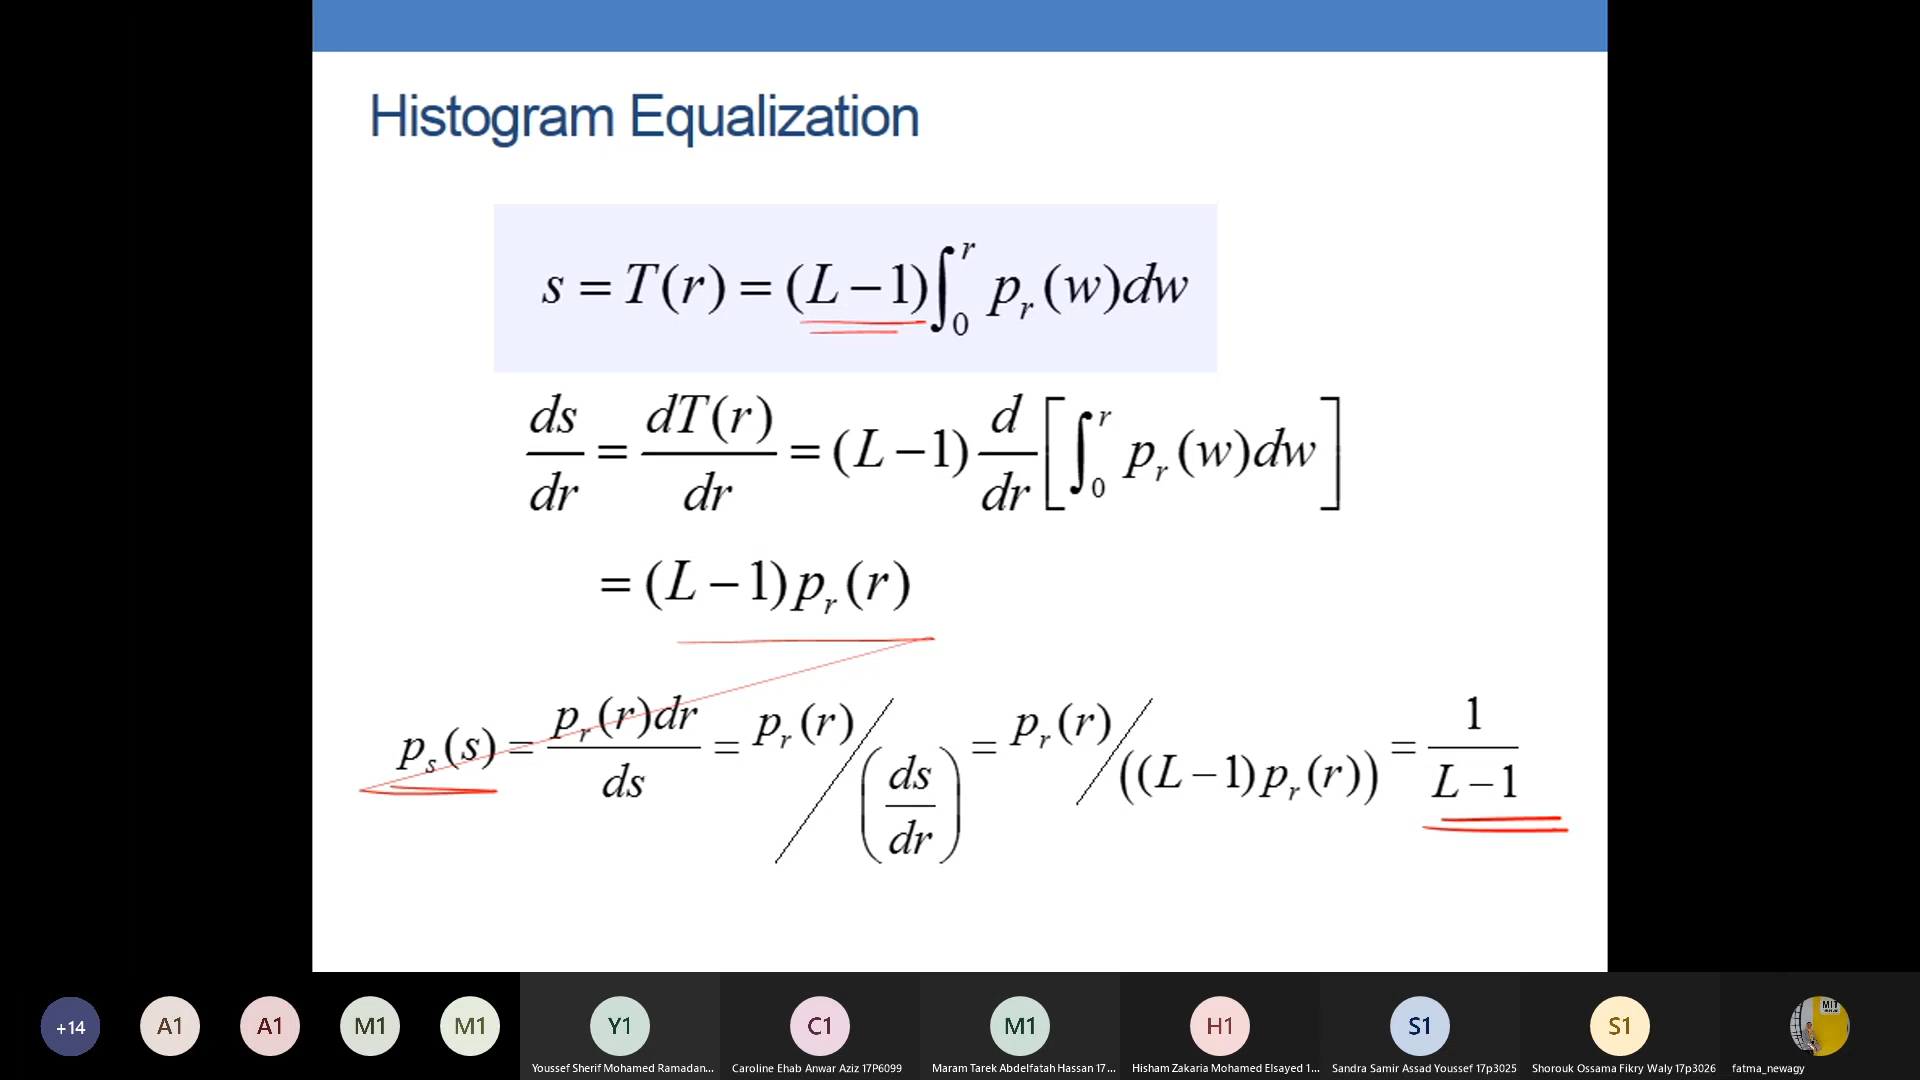 Histogram Equalization
s = T(r) = (L−1)∫₀ʳ pᵣ(w)dw
ds/dr = dT(r)/dr = (L−1) d/dr [∫₀ʳ pᵣ(w)dw]
= (L−1)pᵣ(r)
pₛ(s) = pᵣ(r)dr/ds = pᵣ(r)/(ds/dr) = pᵣ(r)/((L−1)pᵣ(r)) = 1/(L−1)
+14 A1 A1 M1 M1 Y1 C1 M1 H1 S1 S1 MIT
Youssef Sherif Mohamed Ramadan... Caroline Ehab Anwar Aziz 17P6099 Maram Tarek Abdelfatah Hassan 17 ... Hisham Zakaria Mohamed Elsayed 1... Sandra Samir Assad Youssef 17p3025 Shorouk Ossama Fikry Waly 17p3026 fatma_newagy